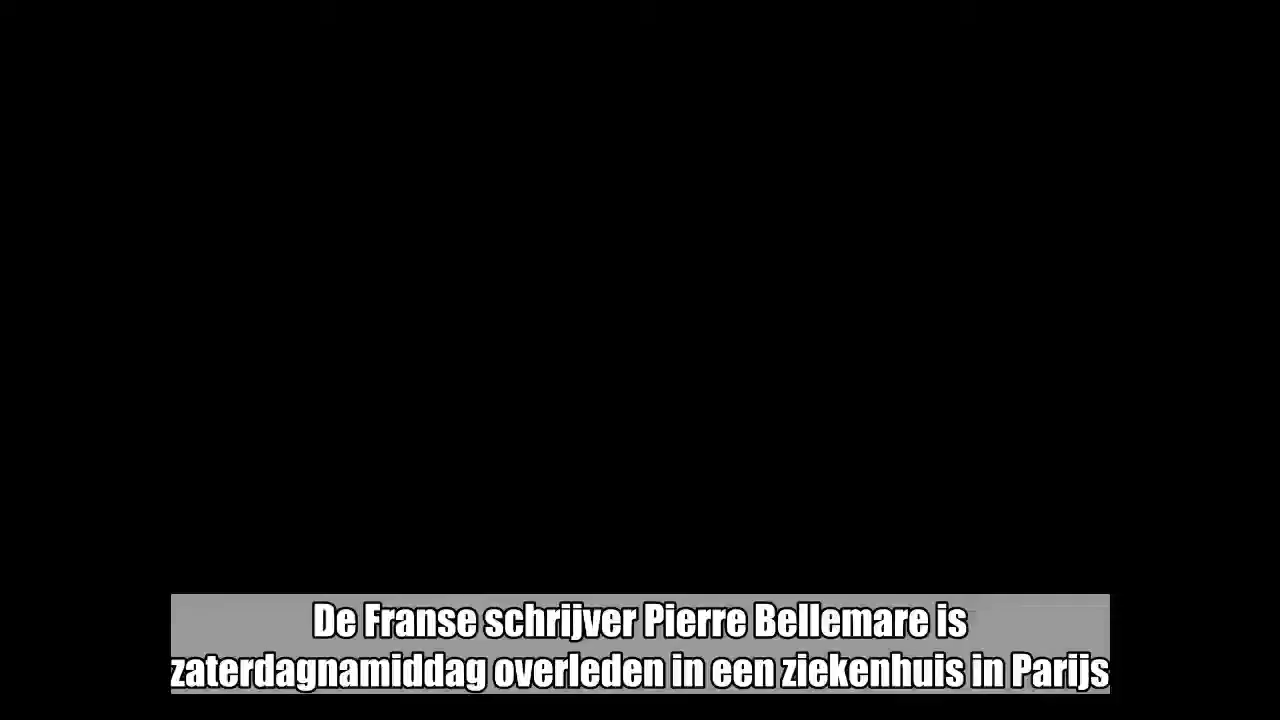 De Franse schrijver Pierre Bellemare is
zaterdagnamiddag overleden in een ziekenhuis in Parijs